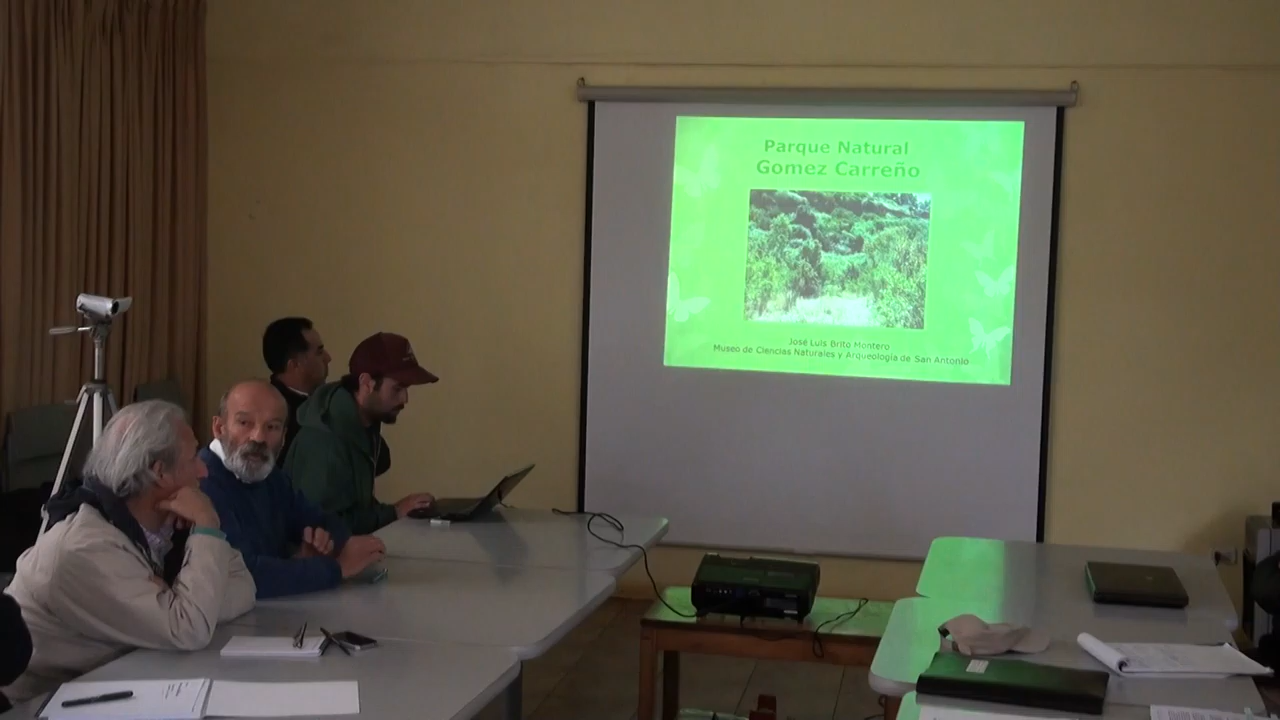 Parque Natural
Gomez Carreño
José Luis Brito Montero
Museo de Ciencias Naturales y Arqueología de San Antonio